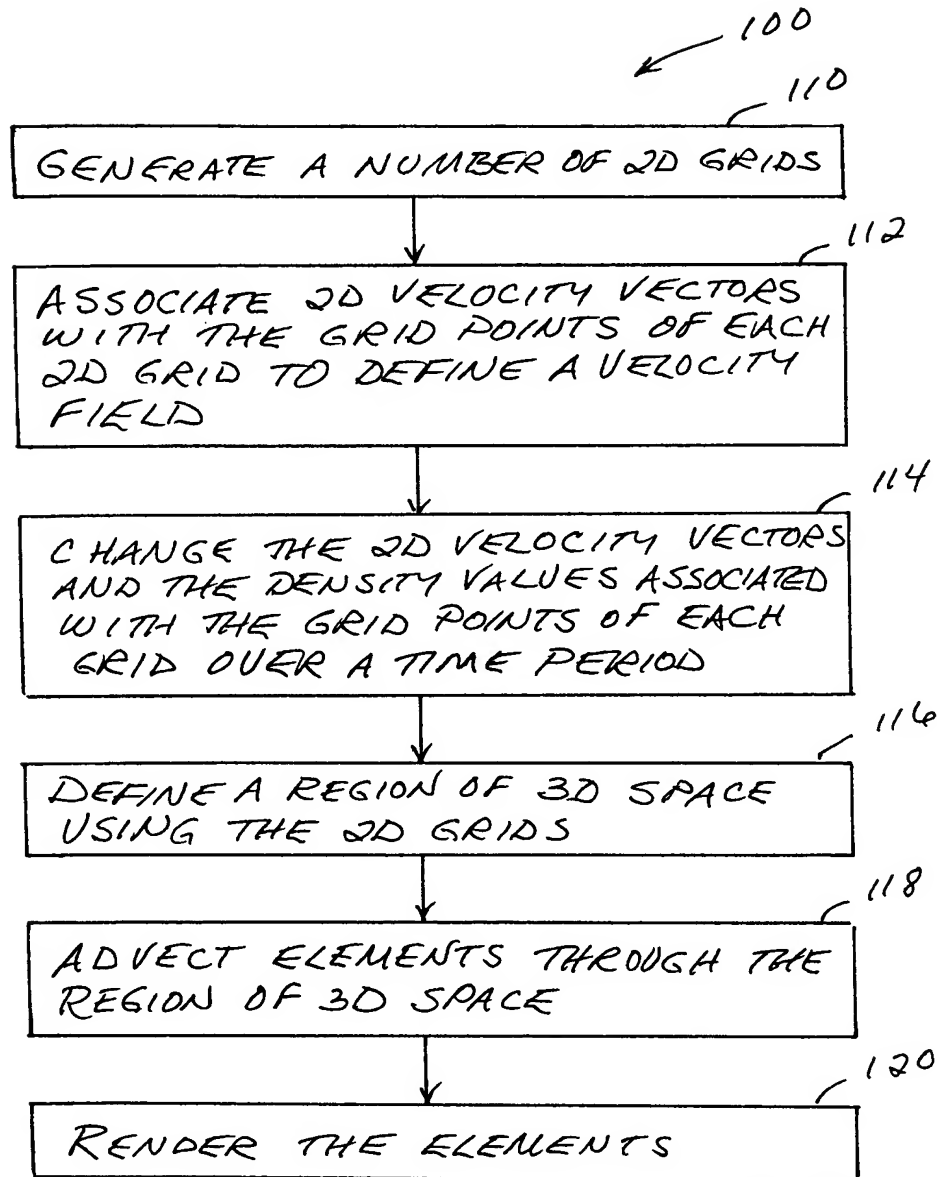 100
110
GENERATE A NUMBER OF 2D GRIDS
112
ASSOCIATE 2D VELOCITY VECTORS
WITH THE GRID POINTS OF EACH
2D GRID TO DEFINE A VELOCITY
FIELD
114
CHANGE THE 2D VELOCITY VECTORS
AND THE DENSITY VALUES ASSOCIATED
WITH THE GRID POINTS OF EACH
GRID OVER A TIME PERIOD
116
DEFINE A REGION OF 3D SPACE
USING THE 2D GRIDS
118
ADVECT ELEMENTS THROUGH THE
REGION OF 3D SPACE
120
RENDER THE ELEMENTS